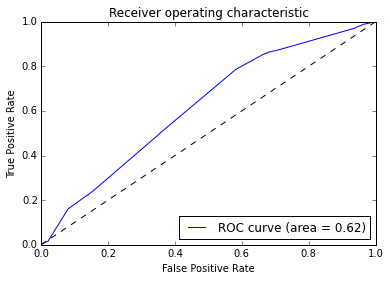 Receiver operating characteristic
1.0
0.8
0.6
0.4
0.2
0.0
True Positive Rate
ROC curve (area = 0.62)
0.0 0.2 0.4 0.6 0.8 1.0
False Positive Rate